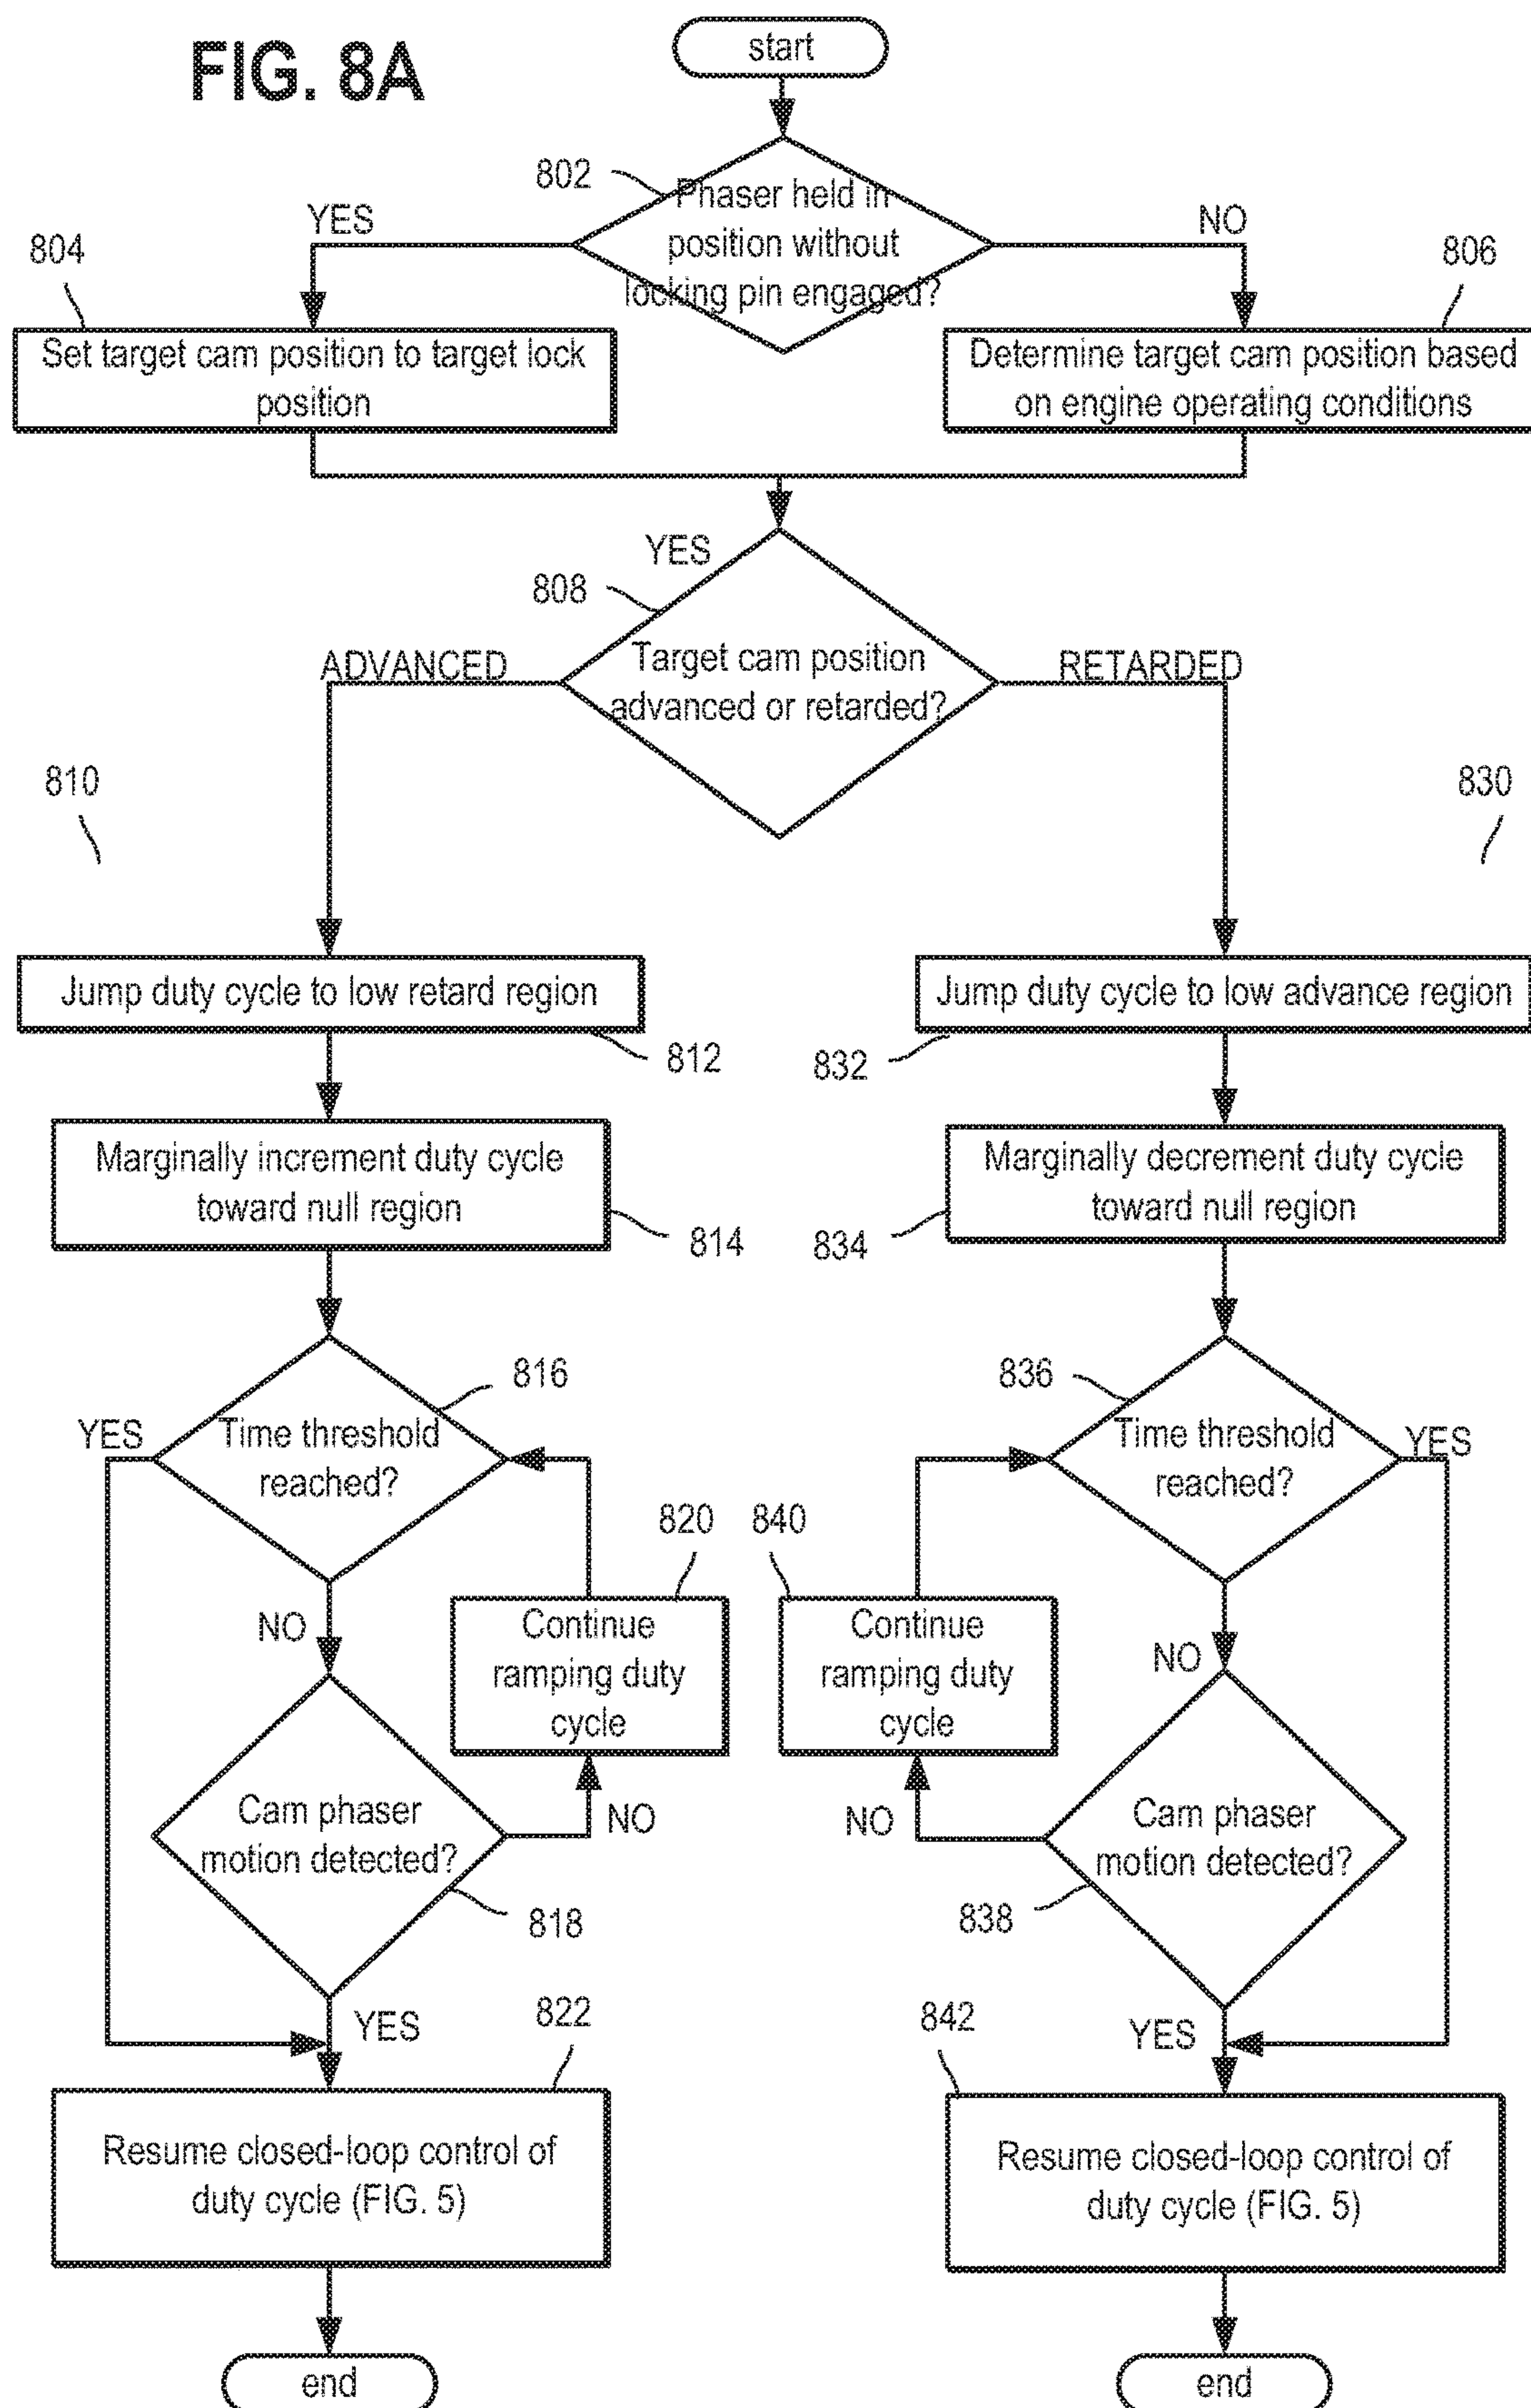 FIG. 8A
start
802
Phaser held in
position without
locking pin engaged?
YES
NO
804
806
Set target cam position to target lock
position
Determine target cam position based
on engine operating conditions
YES
808
Target cam position
advanced or retarded?
ADVANCED
RETARDED
810
830
Jump duty cycle to low retard region
Jump duty cycle to low advance region
812
832
Marginally increment duty cycle
toward null region
Marginally decrement duty cycle
toward null region
814
834
816
836
YES
Time threshold
reached?
Time threshold
reached?
YES
820
840
NO
Continue
ramping duty
cycle
Continue
ramping duty
cycle
NO
Cam phaser
motion detected?
NO
NO
Cam phaser
motion detected?
818
838
YES
822
842
YES
Resume closed-loop control of
duty cycle (FIG. 5)
Resume closed-loop control of
duty cycle (FIG. 5)
end
end